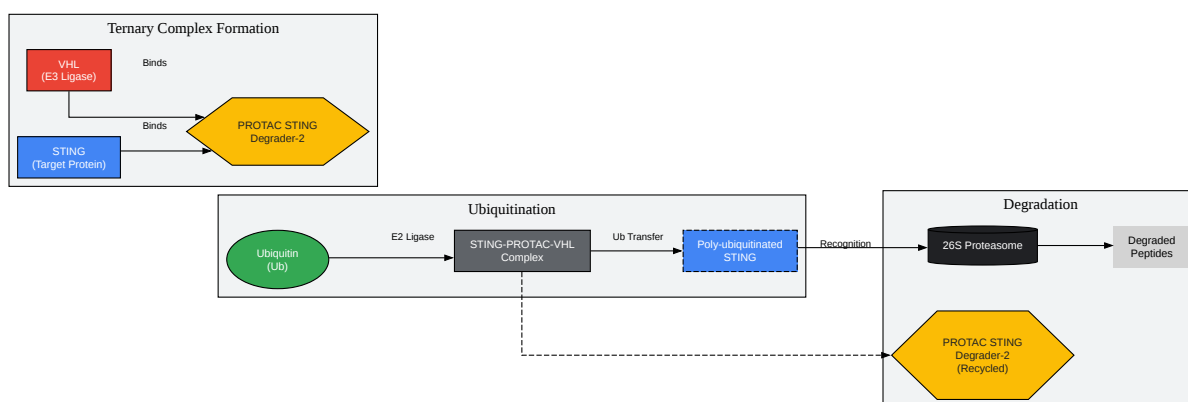 Ternary Complex Formation
VHL
(E3 Ligase)
Binds
Binds
STING
(Target Protein)
PROTAC STING
Degrader-2
Ubiquitination
Ubiquitin
(Ub)
E2 Ligase
STING-PROTAC-VHL
Complex
Ub Transfer
Poly-ubiquitinated
STING
Recognition
Degradation
26S Proteasome
Degraded
Peptides
PROTAC STING
Degrader-2
(Recycled)